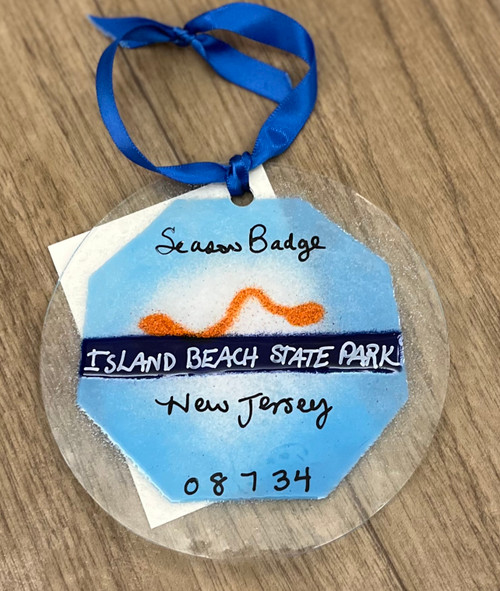 Season Badge
ISLAND BEACH STATE PARK
New Jersey
08734